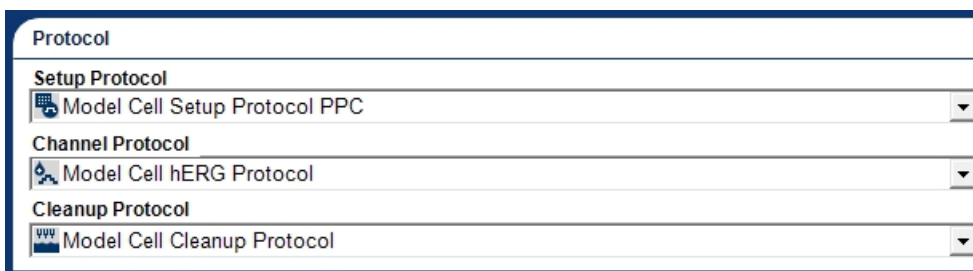 Protocol
Setup Protocol
Model Cell Setup Protocol PPC
Channel Protocol
Model Cell hERG Protocol
Cleanup Protocol
Model Cell Cleanup Protocol